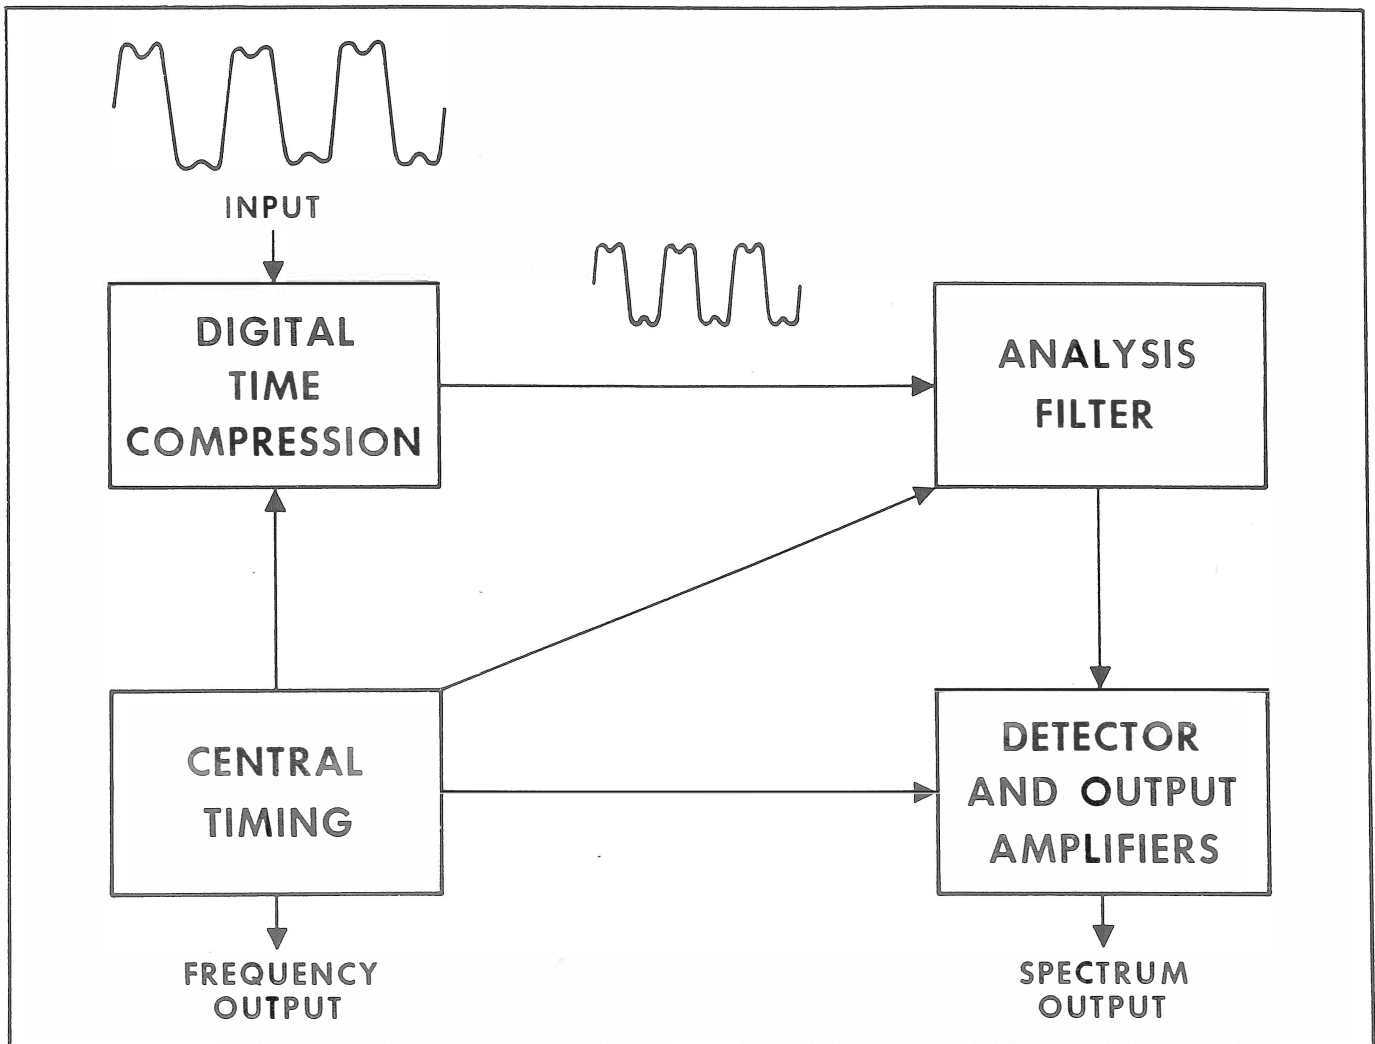 INPUT
DIGITAL
TIME
COMPRESSION
ANALYSIS
FILTER
CENTRAL
TIMING
DETECTOR
AND OUTPUT
AMPLIFIERS
FREQUENCY
OUTPUT
SPECTRUM
OUTPUT